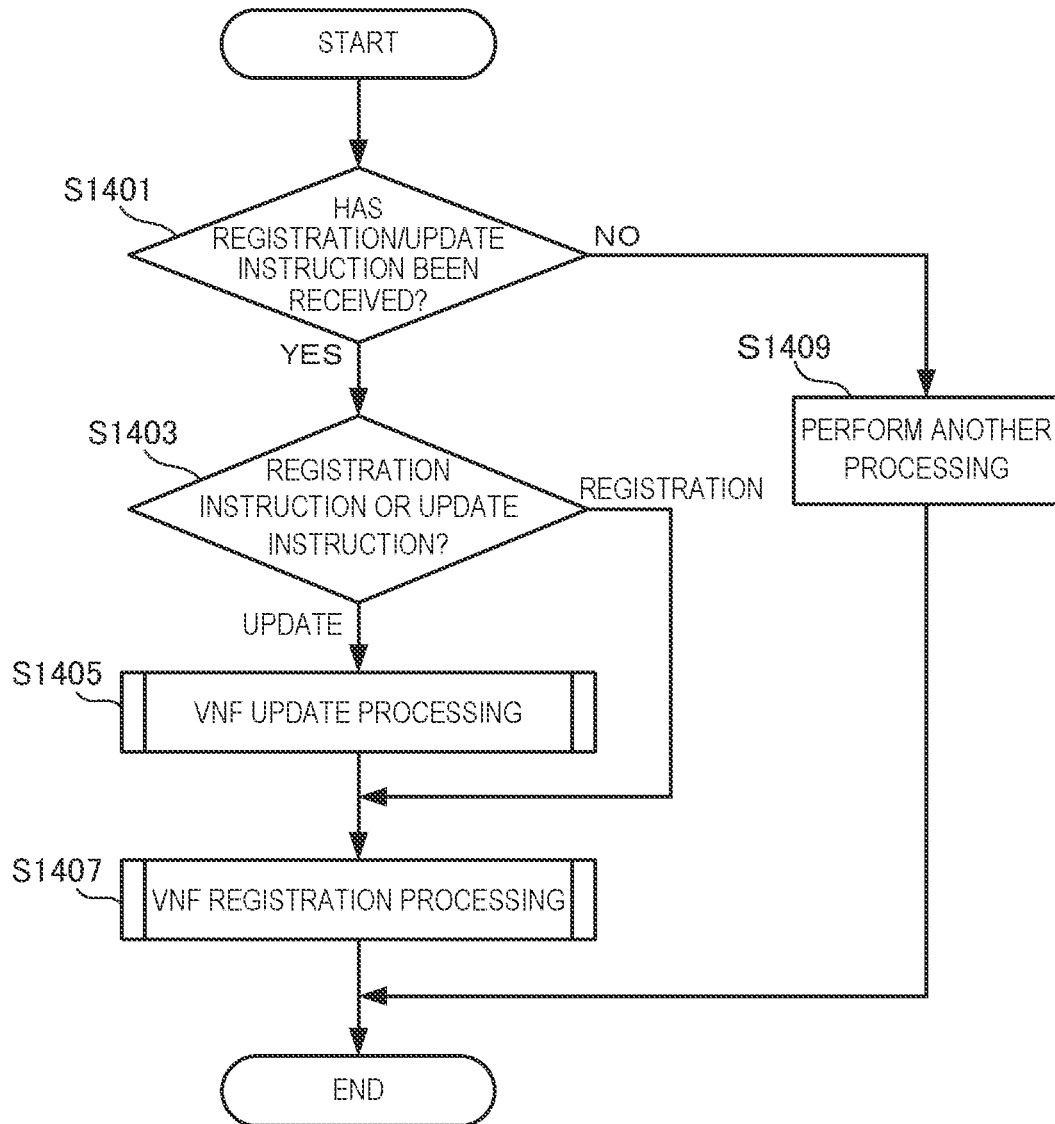 START
S1401
HAS
REGISTRATION/UPDATE
INSTRUCTION BEEN
RECEIVED?
NO
YES
S1409
PERFORM ANOTHER
PROCESSING
S1403
REGISTRATION
INSTRUCTION OR UPDATE
INSTRUCTION?
REGISTRATION
UPDATE
S1405
VNF UPDATE PROCESSING
S1407
VNF REGISTRATION PROCESSING
END